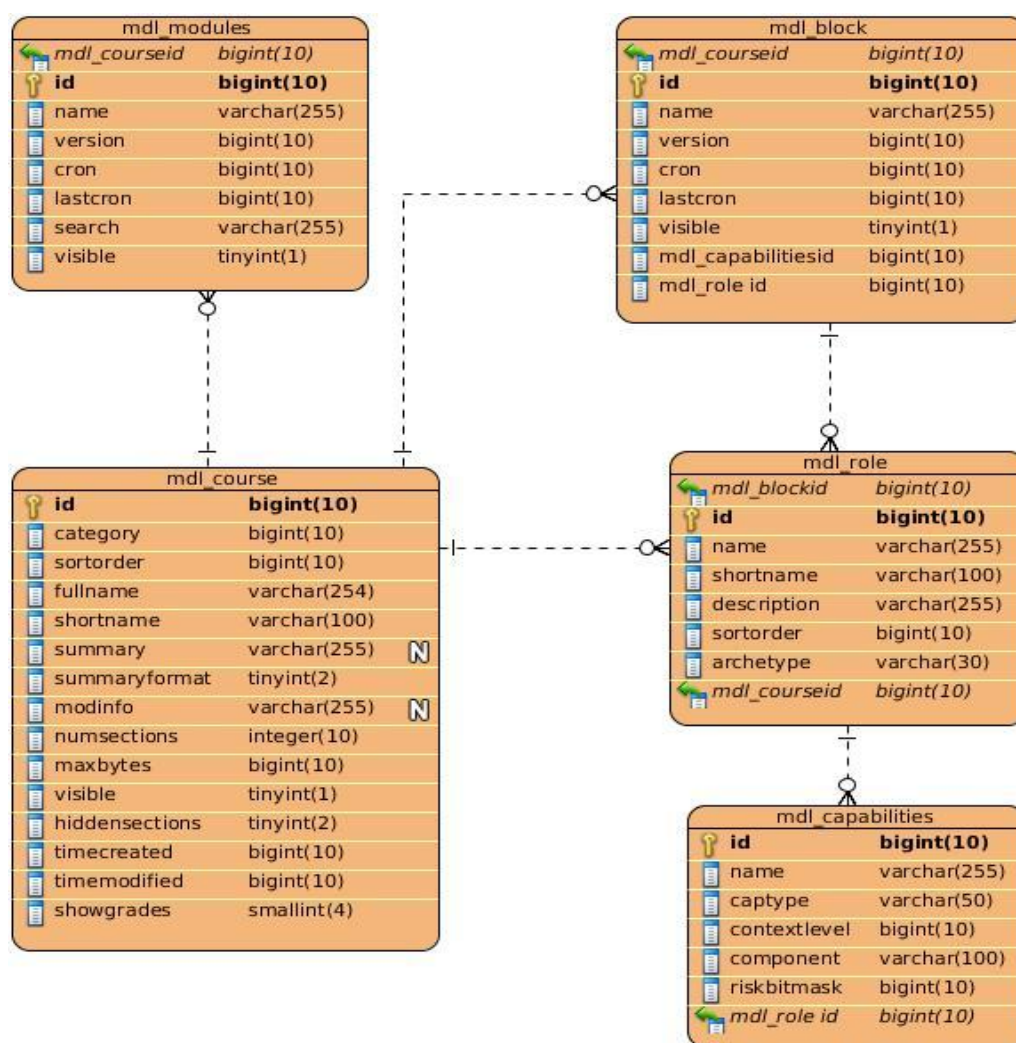 mdl_modules
mdl_courseid bigint(10)
id bigint(10)
name varchar(255)
version bigint(10)
cron bigint(10)
lastcron bigint(10)
search varchar(255)
visible tinyint(1)
mdl_block
mdl_courseid bigint(10)
id bigint(10)
name varchar(255)
version bigint(10)
cron bigint(10)
lastcron bigint(10)
visible tinyint(1)
mdl_capabilitiesid bigint(10)
mdl_role id bigint(10)
mdl_course
id bigint(10)
category bigint(10)
sortorder bigint(10)
fullname varchar(254)
shortname varchar(100)
summary varchar(255) N
summaryformat tinyint(2)
modinfo varchar(255) N
numsections integer(10)
maxbytes bigint(10)
visible tinyint(1)
hiddensections tinyint(2)
timecreated bigint(10)
timemodified bigint(10)
showgrades smallint(4)
mdl_role
mdl_blockid bigint(10)
id bigint(10)
name varchar(255)
shortname varchar(100)
description varchar(255)
sortorder bigint(10)
archetype varchar(30)
mdl_courseid bigint(10)
mdl_capabilities
id bigint(10)
name varchar(255)
captype varchar(50)
contextlevel bigint(10)
component varchar(100)
riskbitmask bigint(10)
mdl_role id bigint(10)